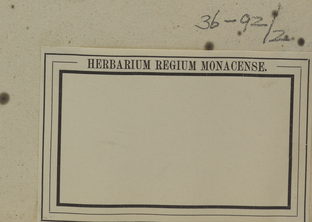 36-92/2
HERBARIUM REGIUM MONACENSE.